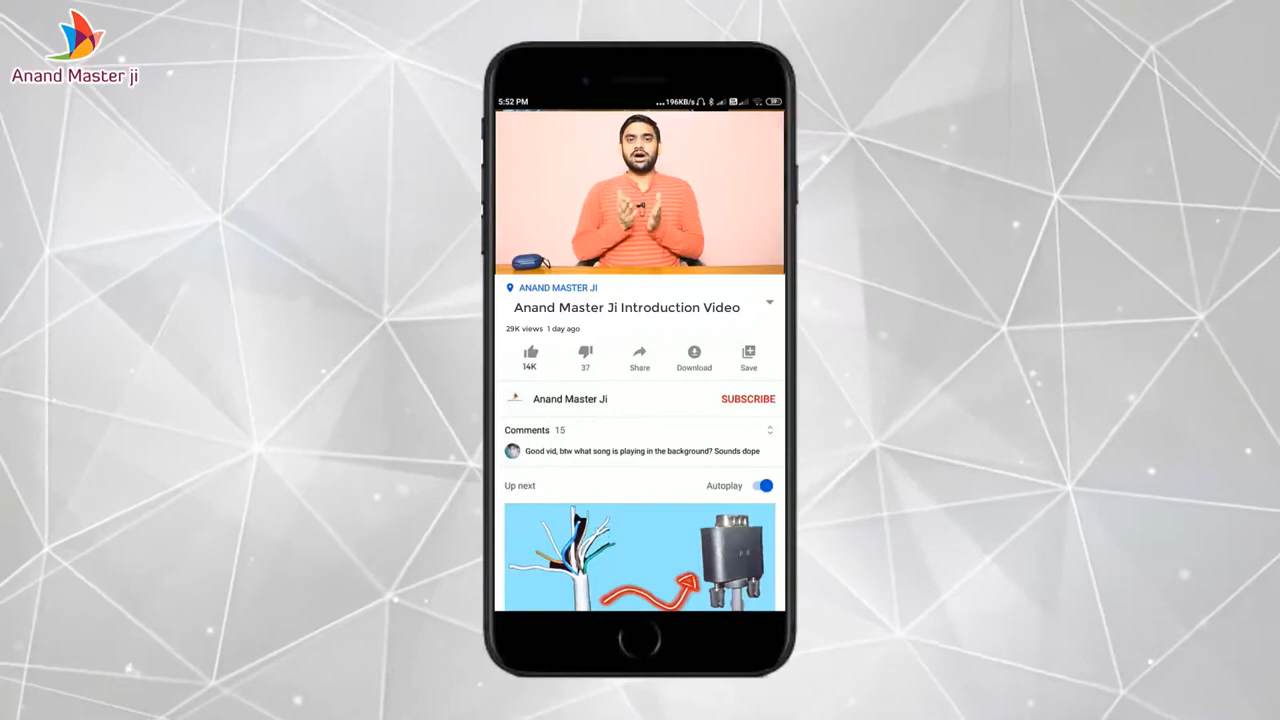 Anand Master ji
5:52 PM
...196KB/s
59
ANAND MASTER JI
Anand Master Ji Introduction Video
29K views 1 day ago
14K
37
Share
Download
Save
Anand Master Ji
SUBSCRIBE
Comments 15
Good vid, btw what song is playing in the background? Sounds dope
Up next
Autoplay